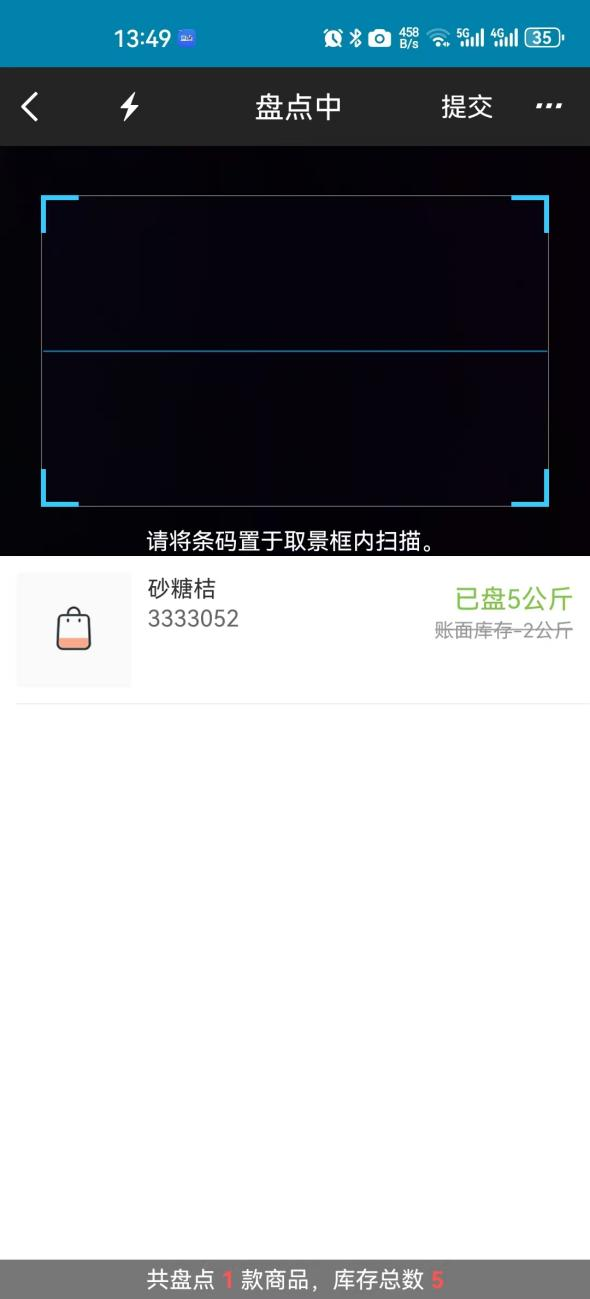 13:49
458 B/s 5G 4G 35
盘点中 提交
请将条码置于取景框内扫描。
砂糖桔
3333052
已盘5公斤
账面库存-2公斤
共盘点 1 款商品，库存总数 5